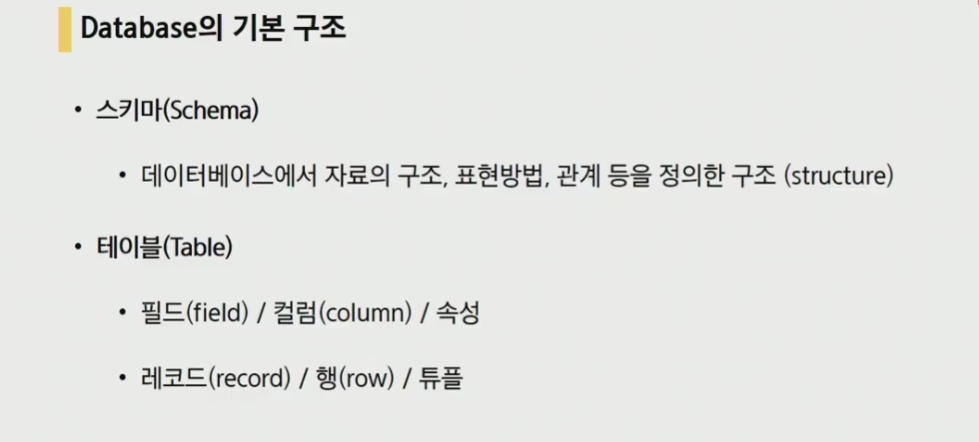 Database의 기본 구조
• 스키마(Schema)
• 데이터베이스에서 자료의 구조, 표현방법, 관계 등을 정의한 구조 (structure)
• 테이블(Table)
• 필드(field) / 컬럼(column) / 속성
• 레코드(record) / 행(row) / 튜플